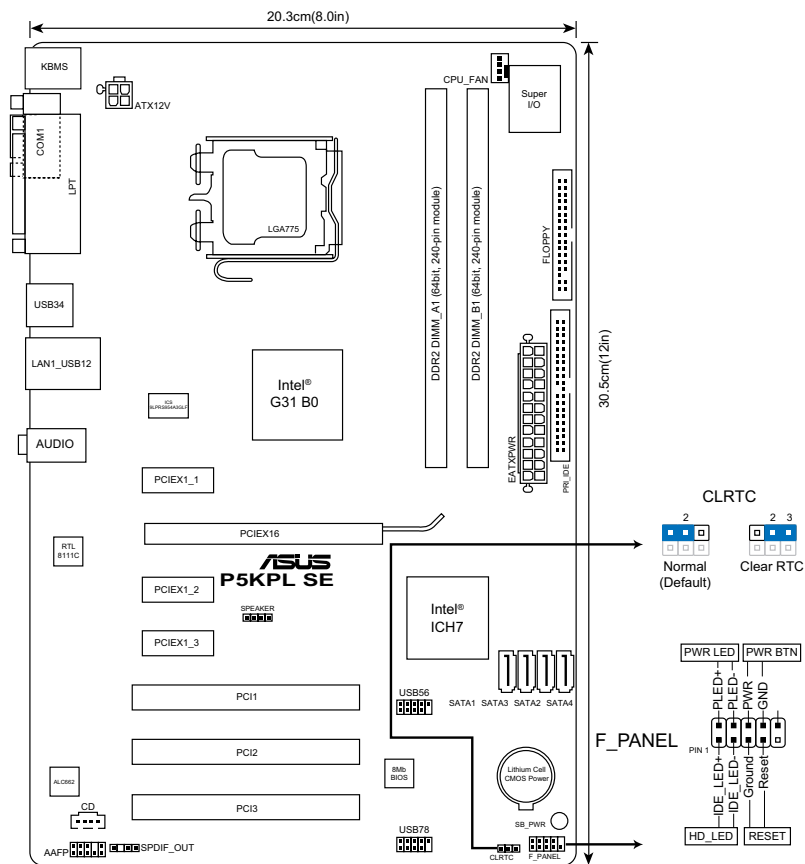 20.3cm(8.0in)
KBMS
ATX12V
CPU_FAN
Super
I/O
COM1
LPT
LGA775
DDR2 DIMM_A1 (64bit, 240-pin module)
DDR2 DIMM_B1 (64bit, 240-pin module)
FLOPPY
30.5cm(12in)
USB34
LAN1_USB12
ICS
9LPRS954A3GLF
Intel®
G31 B0
EATXPWR
PRI_IDE
AUDIO
PCIEX1_1
PCIEX16
RTL
8111C
ASUS
P5KPL SE
PCIEX1_2
SPEAKER
PCIEX1_3
Intel®
ICH7
PCI1
USB56
SATA1 SATA3 SATA2 SATA4
PCI2
8Mb
BIOS
Lithium Cell
CMOS Power
ALC662
PCI3
CD
AAFP
SPDIF_OUT
USB78
SB_PWR
CLRTC
F_PANEL
CLRTC
2
2 3
Normal
(Default)
Clear RTC
F_PANEL
PWR LED
PWR BTN
PLED+
PLED-
PWR
GND
PIN 1
IDE_LED+
IDE_LED-
Ground
Reset
HD_LED
RESET